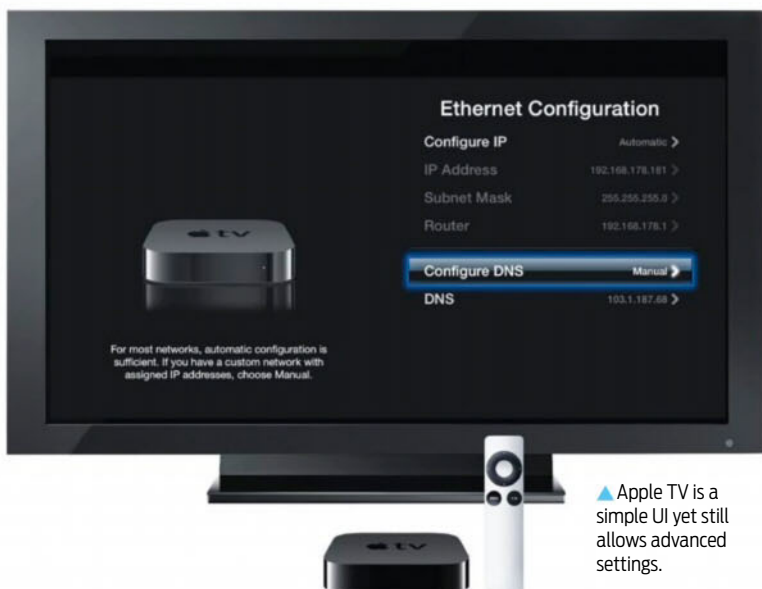 Ethernet Configuration
Configure IP Automatic
IP Address 192.168.178.181
Subnet Mask 255.255.255.0
Router 192.168.178.1
Configure DNS Manual
DNS 103.1.187.68
tv
For most networks, automatic configuration is
sufficient. If you have a custom network with
assigned IP addresses, choose Manual.
tv
Apple TV is a
simple UI yet still
allows advanced
settings.